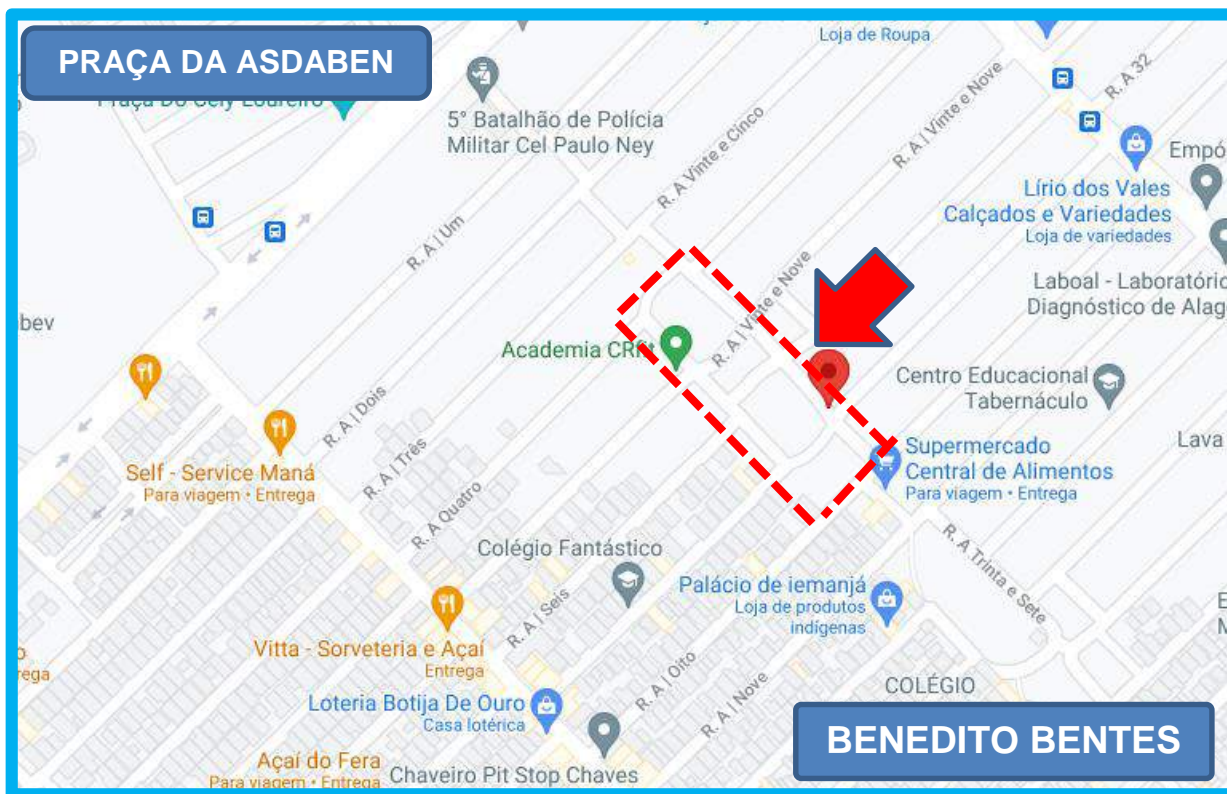 PRAÇA DA ASDABEN
Loja de Roupa
R. A 32
5° Batalhão de Polícia
Militar Cel Paulo Ney
R. A Vinte e Cinco
R. A | Vinte e Nove
Empó
Lírio dos Vales
Calçados e Variedades
Loja de variedades
R. A | Um
R. A | Vinte e Nove
Laboal - Laboratório
Diagnóstico de Alag
bev
Academia CRfit
Centro Educacional
Tabernáculo
R. A | Dois
Lava
Self - Service Maná
Para viagem • Entrega
R. A | Três
Supermercado
Central de Alimentos
Para viagem • Entrega
R. A Quatro
Colégio Fantástico
R. A Trinta e Sete
Palácio de iemanjá
Loja de produtos
indígenas
R. A | Seis
Vitta - Sorveteria e Açaí
Entrega
rega
R. A | Oito
R. A | Nove
COLÉGIO
Loteria Botija De Ouro
Casa lotérica
BENEDITO BENTES
Açaí do Fera
Para viagem • Entrega
Chaveiro Pit Stop Chaves